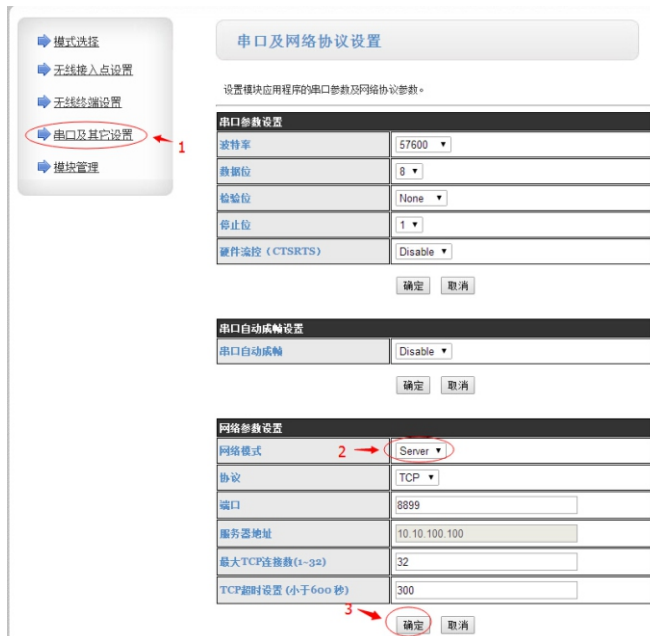 模式选择
无线接入点设置
无线终端设置
串口及其它设置
1
模块管理
串口及网络协议设置
设置模块应用程序的串口参数及网络协议参数。
串口参数设置
波特率 57600
数据位 8
检验位 None
停止位 1
硬件流控（CTSRTS） Disable
确定 取消
串口自动成帧设置
串口自动成帧 Disable
确定 取消
网络参数设置
网络模式 2 Server
协议 TCP
端口 8899
服务器地址 10.10.100.100
最大TCP连接数(1~32) 32
TCP超时设置 (小于600 秒) 300
3 确定 取消